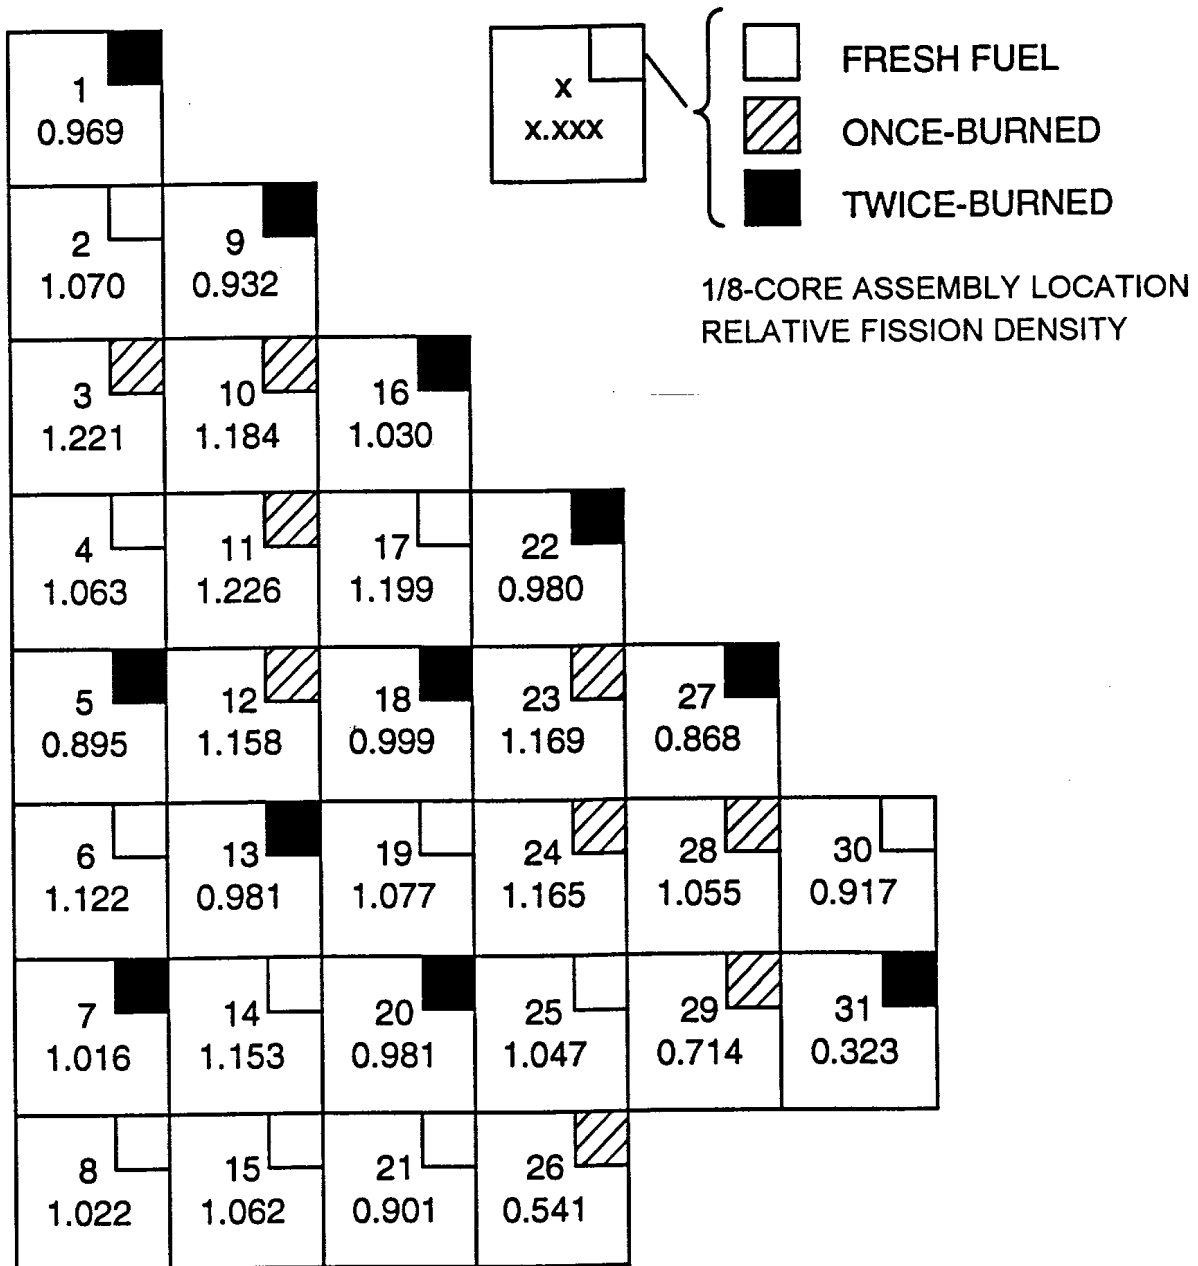 1
0.969
x
x.xxx
FRESH FUEL
ONCE-BURNED
TWICE-BURNED
1/8-CORE ASSEMBLY LOCATION
RELATIVE FISSION DENSITY
2 9
1.070 0.932
3 10 16
1.221 1.184 1.030
4 11 17 22
1.063 1.226 1.199 0.980
5 12 18 23 27
0.895 1.158 0.999 1.169 0.868
6 13 19 24 28 30
1.122 0.981 1.077 1.165 1.055 0.917
7 14 20 25 29 31
1.016 1.153 0.981 1.047 0.714 0.323
8 15 21 26
1.022 1.062 0.901 0.541